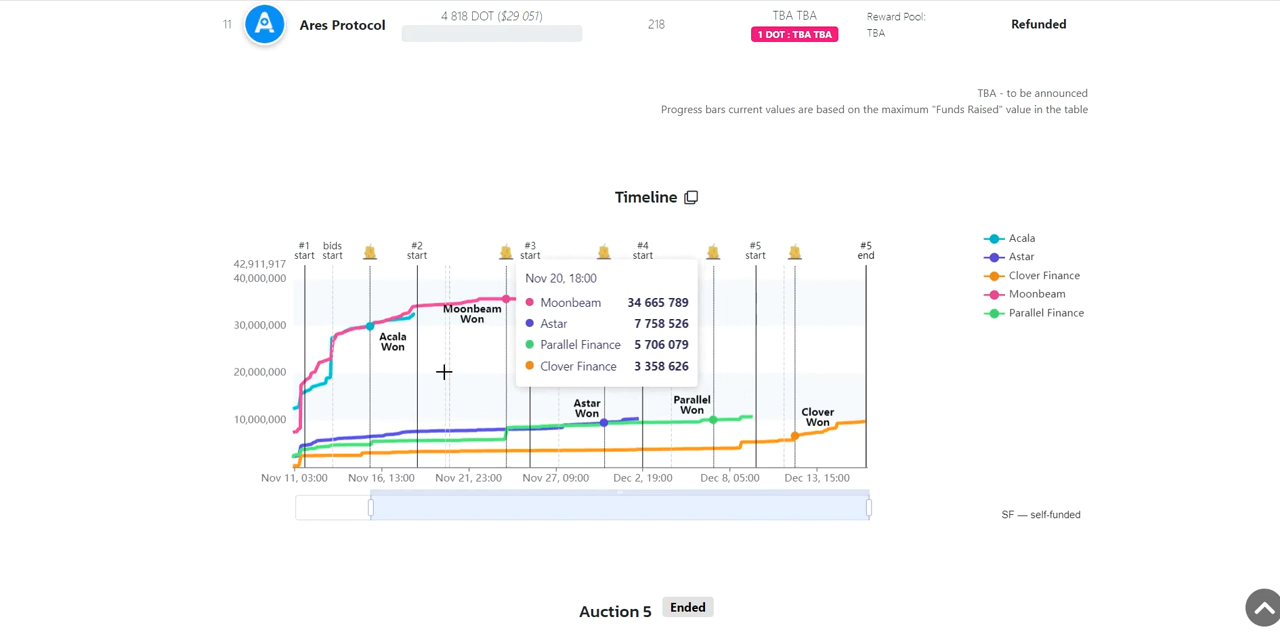 11 Ares Protocol 4 818 DOT ($29 051) 218 TBA TBA 1 DOT : TBA TBA Reward Pool: TBA Refunded
TBA - to be announced
Progress bars current values are based on the maximum "Funds Raised" value in the table
Timeline
#1 start bids start #2 start #3 start #4 start #5 start #5 end
42,911,917
40,000,000
30,000,000
20,000,000
10,000,000
Moonbeam Won
Acala Won
Astar Won
Parallel Won
Clover Won
Nov 20, 18:00
Moonbeam 34 665 789
Astar 7 758 526
Parallel Finance 5 706 079
Clover Finance 3 358 626
Nov 11, 03:00 Nov 16, 13:00 Nov 21, 23:00 Nov 27, 09:00 Dec 2, 19:00 Dec 8, 05:00 Dec 13, 15:00
Acala
Astar
Clover Finance
Moonbeam
Parallel Finance
SF — self-funded
Auction 5 Ended